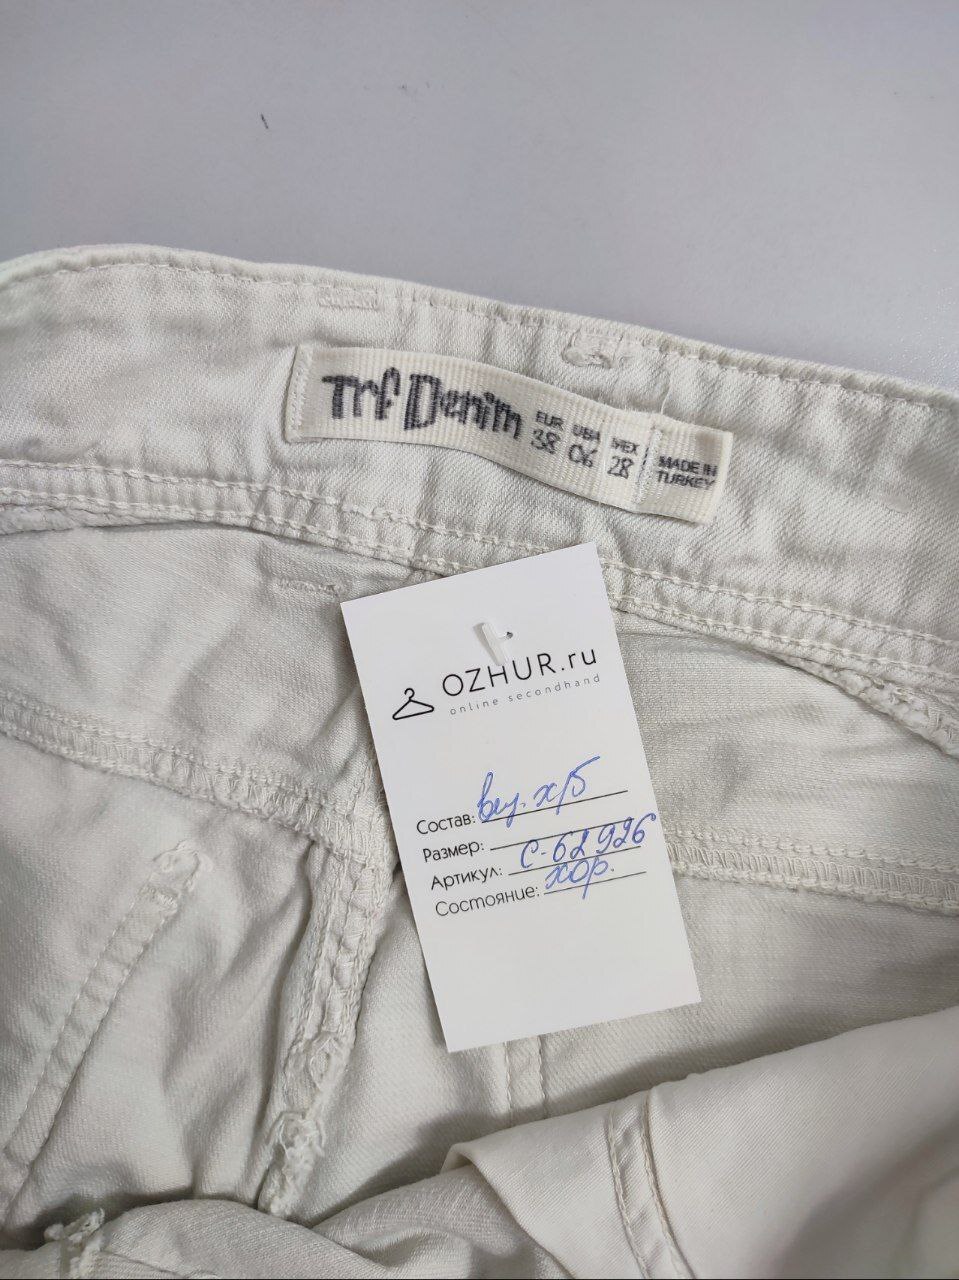 Trf Denim
EUR USA MEX
38 06 28
MADE IN
TURKEY
OZHUR.ru
online secondhand
Состав: х/б
Размер:
Артикул: С-62926
Состояние: хор.